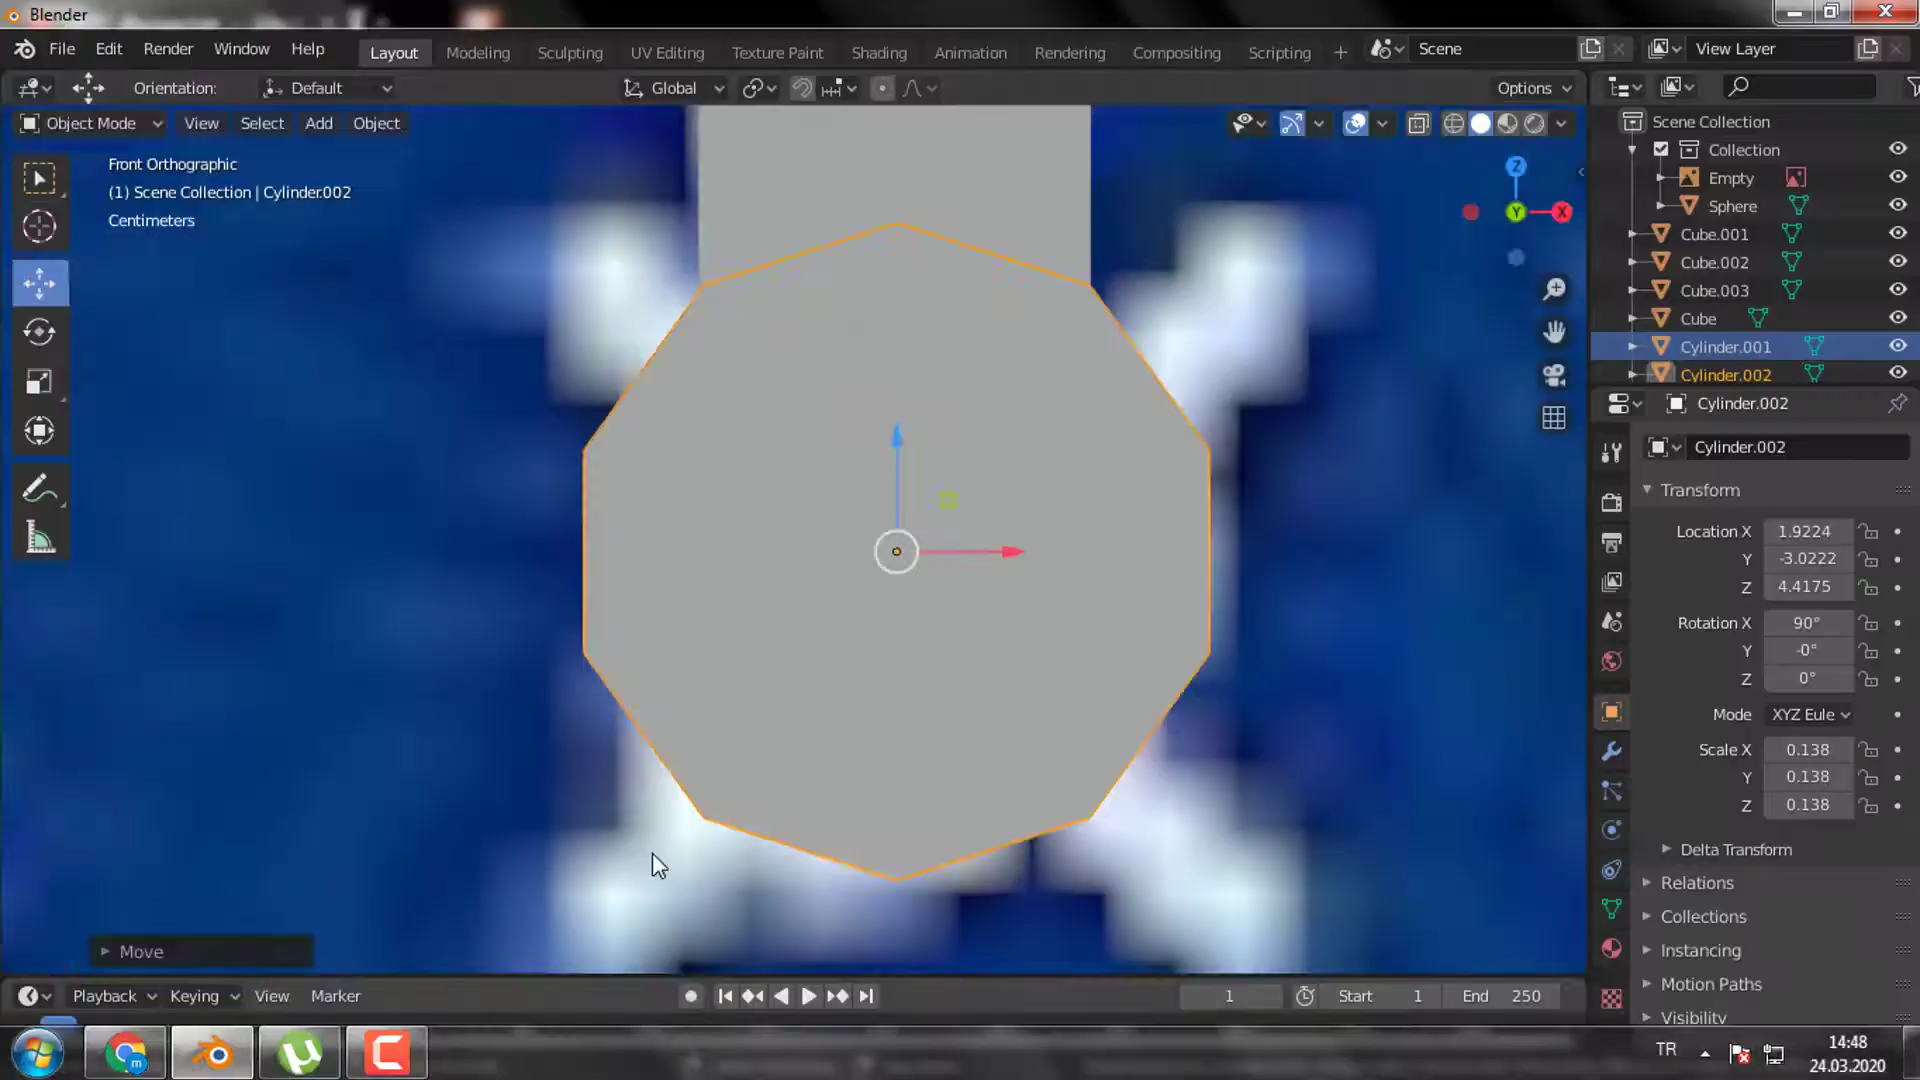 Blender
File Edit Render Window Help Layout Modeling Sculpting UV Editing Texture Paint Shading Animation Rendering Compositing Scripting + Scene View Layer
Orientation: Default Global Options
Object Mode View Select Add Object
Front Orthographic
(1) Scene Collection | Cylinder.002
Centimeters
Z
Y
X
Scene Collection
Collection
Empty
Sphere
Cube.001
Cube.002
Cube.003
Cube
Cylinder.001
Cylinder.002
Cylinder.002
Cylinder.002
Transform
Location X 1.9224
Y -3.0222
Z 4.4175
Rotation X 90°
Y -0°
Z 0°
Mode XYZ Eule
Scale X 0.138
Y 0.138
Z 0.138
Delta Transform
Relations
Collections
Instancing
Motion Paths
Visibility
Move
Playback Keying View Marker 1 Start 1 End 250
m
TR
14:48
24.03.2020